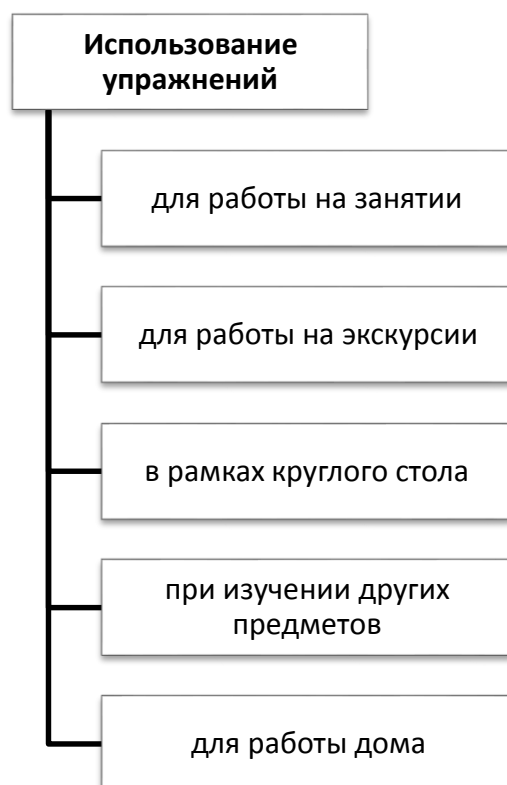 Использование
упражнений
для работы на занятии
для работы на экскурсии
в рамках круглого стола
при изучении других
предметов
для работы дома